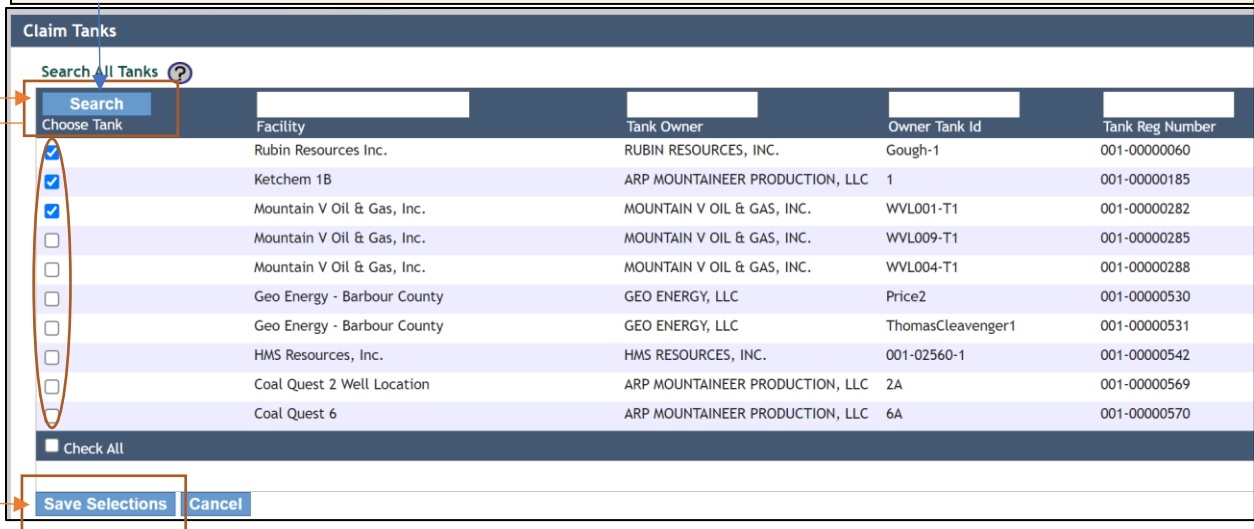 Claim Tanks
Search All Tanks ?
Search
Choose Tank Facility Tank Owner Owner Tank Id Tank Reg Number
Rubin Resources Inc. RUBIN RESOURCES, INC. Gough-1 001-00000060
Ketchem 1B ARP MOUNTAINEER PRODUCTION, LLC 1 001-00000185
Mountain V Oil & Gas, Inc. MOUNTAIN V OIL & GAS, INC. WVL001-T1 001-00000282
Mountain V Oil & Gas, Inc. MOUNTAIN V OIL & GAS, INC. WVL009-T1 001-00000285
Mountain V Oil & Gas, Inc. MOUNTAIN V OIL & GAS, INC. WVL004-T1 001-00000288
Geo Energy - Barbour County GEO ENERGY, LLC Price2 001-00000530
Geo Energy - Barbour County GEO ENERGY, LLC ThomasCleavenger1 001-00000531
HMS Resources, Inc. HMS RESOURCES, INC. 001-02560-1 001-00000542
Coal Quest 2 Well Location ARP MOUNTAINEER PRODUCTION, LLC 2A 001-00000569
Coal Quest 6 ARP MOUNTAINEER PRODUCTION, LLC 6A 001-00000570
Check All
Save Selections Cancel